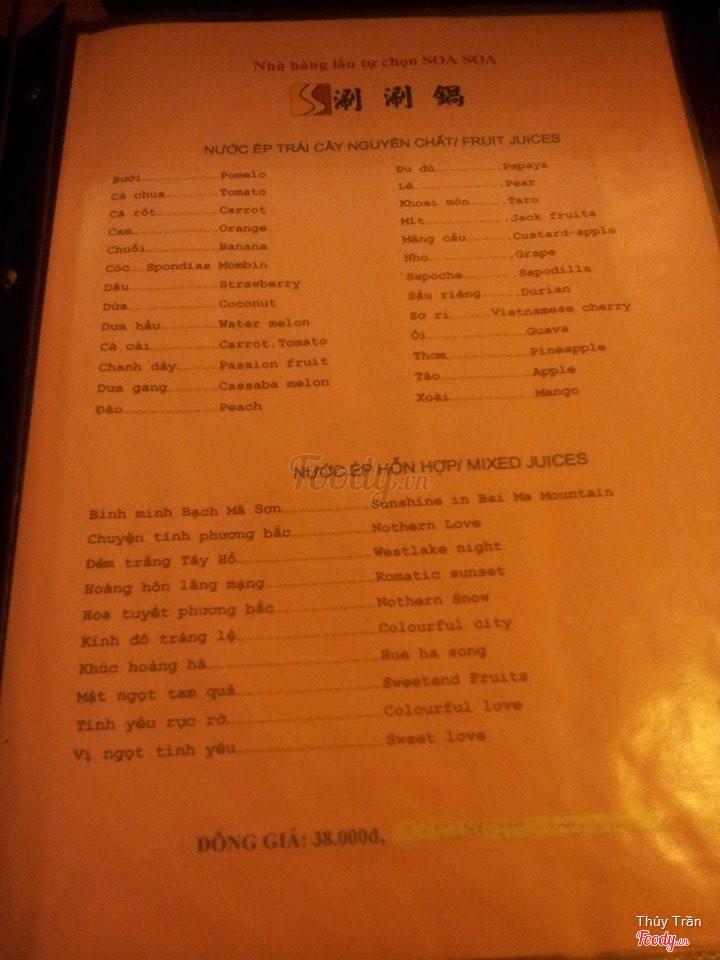 Nhà hàng lẩu tự chọn SOA SOA
涮 涮 鍋
NƯỚC ÉP TRÁI CÂY NGUYÊN CHẤT/ FRUIT JUICES
Bưởi Pomelo
Cà chua Tomato
Cà rốt Carrot
Cam Orange
Chuối Banana
Cóc Spondias Mombin
Dâu Strawberry
Dừa Coconut
Dưa hấu Water melon
Cà cải Carrot.Tomato
Chanh dây Passion fruit
Dưa gang Cassaba melon
Đào Peach
Đu đủ Papaya
Lê Pear
Khoai môn Taro
Mít Jack fruits
Mãng cầu Custard-apple
Nho Grape
Sapoche Sapodilla
Sầu riêng Durian
Sơ ri Vietnamese cherry
Ổi Guava
Thơm Pineapple
Táo Apple
Xoài Mango
NƯỚC ÉP HỖN HỢP/ MIXED JUICES
Bình minh Bạch Mã Sơn Sunshine in Bai Ma Mountain
Chuyện tình phương bắc Nothern Love
Đêm trắng Tây Hồ Westlake night
Hoàng hôn lãng mạng Romatic sunset
Hoa tuyết phương bắc Nothern Snow
Kinh đô tráng lệ Colourful city
Khúc hoàng hà Hue ha song
Mật ngọt tam quả Sweetend Fruits
Tình yêu rực rỡ Colourful love
Vị ngọt tình yêu Sweet love
ĐỒNG GIÁ: 38.000đ,
Foody.vn
Thủy Trần
Foody.vn